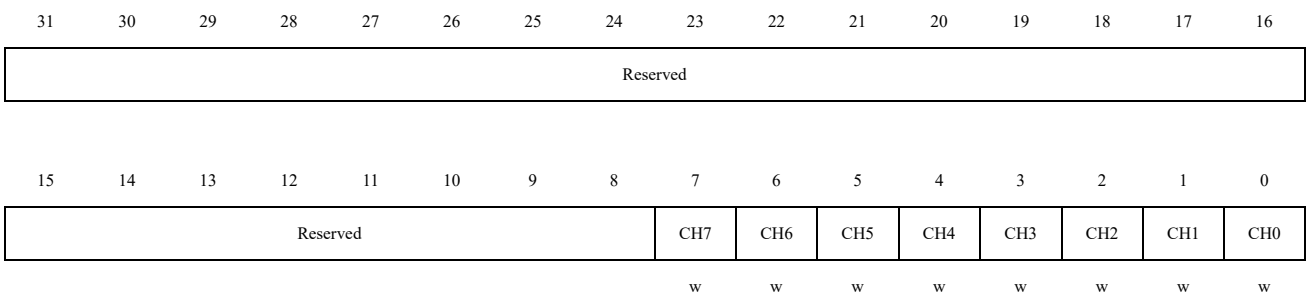 31 30 29 28 27 26 25 24 23 22 21 20 19 18 17 16
Reserved
15 14 13 12 11 10 9 8 7 6 5 4 3 2 1 0
Reserved CH7 CH6 CH5 CH4 CH3 CH2 CH1 CH0
w w w w w w w w